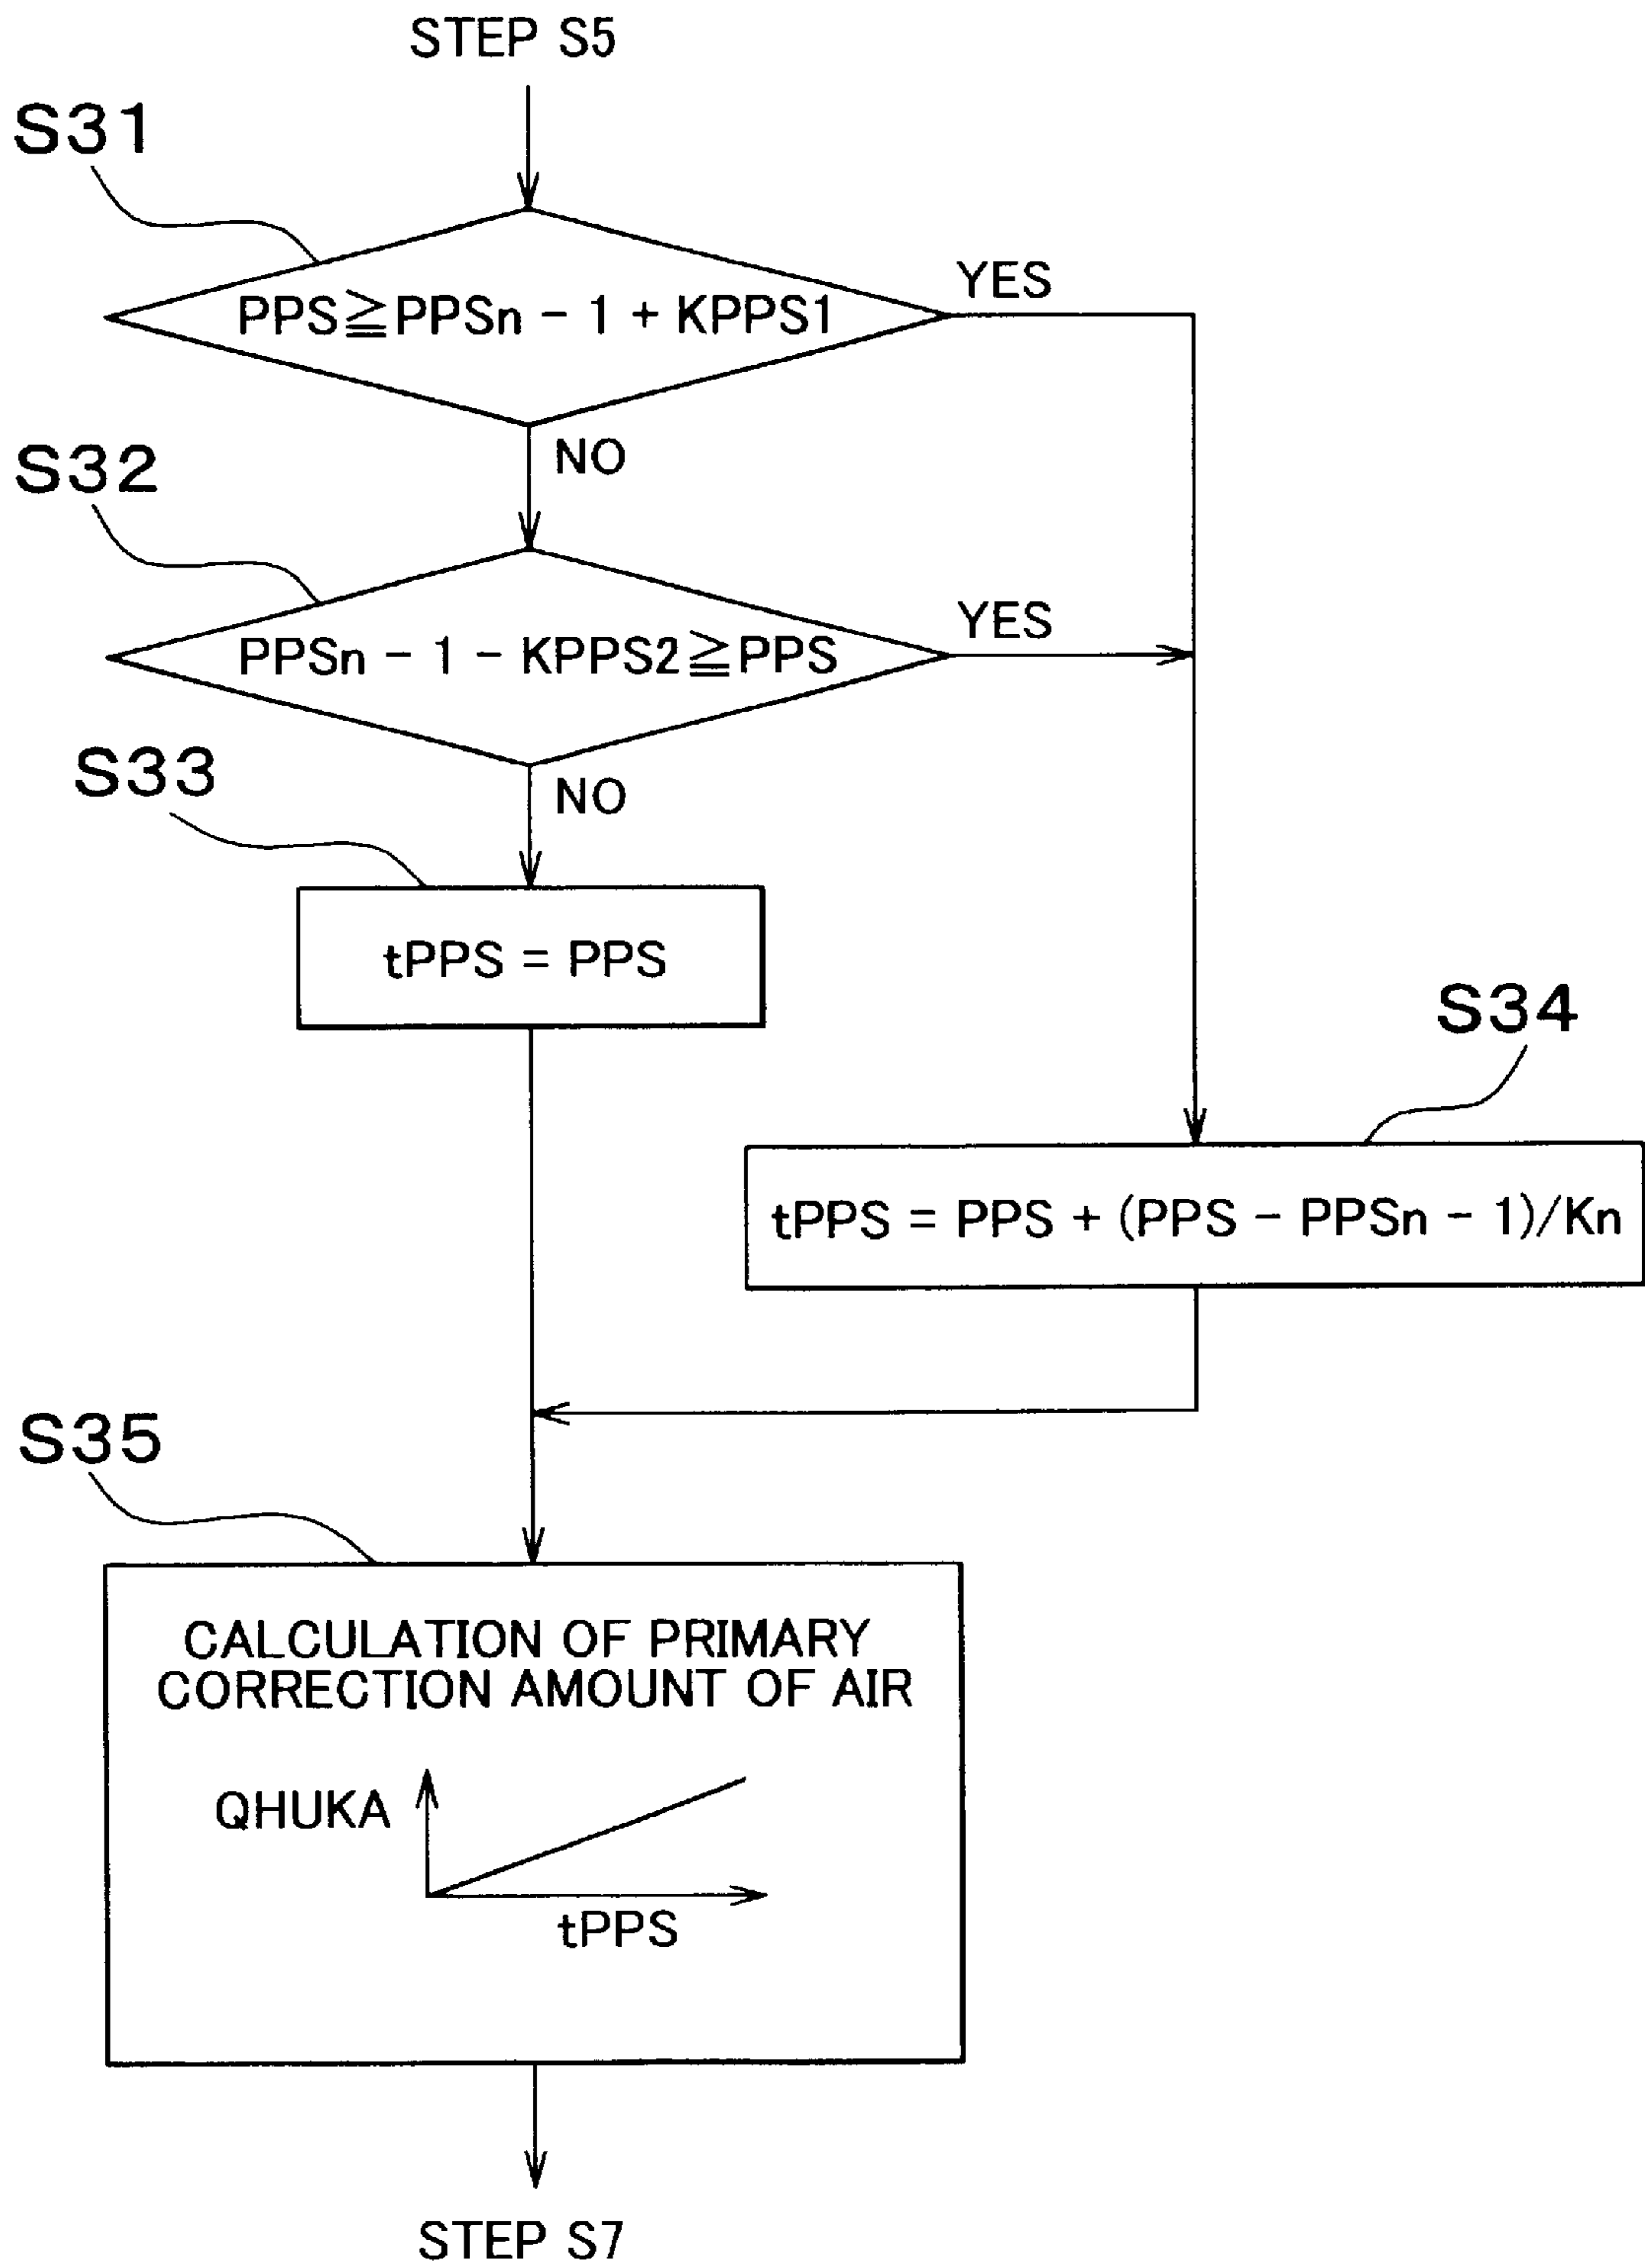 STEP S5
S31
PPS≧PPSn - 1 + KPPS1
YES
NO
S32
PPSn - 1 - KPPS2≧PPS
YES
NO
S33
tPPS = PPS
S34
tPPS = PPS + (PPS - PPSn - 1)/Kn
S35
CALCULATION OF PRIMARY
CORRECTION AMOUNT OF AIR
QHUKA
tPPS
STEP S7